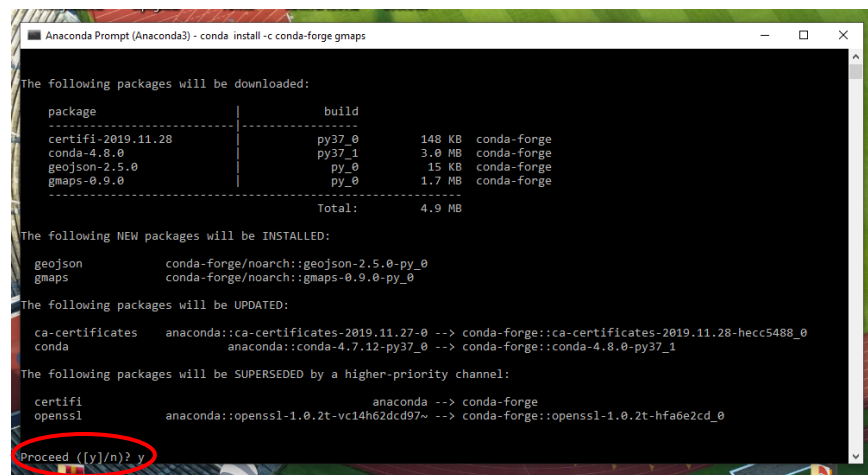 Anaconda Prompt (Anaconda3) - conda  install -c conda-forge gmaps
The following packages will be downloaded:
package | build
---------------------------|-----------------
certifi-2019.11.28 | py37_0 148 KB conda-forge
conda-4.8.0 | py37_1 3.0 MB conda-forge
geojson-2.5.0 | py_0 15 KB conda-forge
gmaps-0.9.0 | py_0 1.7 MB conda-forge
------------------------------------------------------------
Total: 4.9 MB
The following NEW packages will be INSTALLED:
geojson conda-forge/noarch::geojson-2.5.0-py_0
gmaps conda-forge/noarch::gmaps-0.9.0-py_0
The following packages will be UPDATED:
ca-certificates anaconda::ca-certificates-2019.11.27-0 --> conda-forge::ca-certificates-2019.11.28-hecc5488_0
conda anaconda::conda-4.7.12-py37_0 --> conda-forge::conda-4.8.0-py37_1
The following packages will be SUPERSEDED by a higher-priority channel:
certifi anaconda --> conda-forge
openssl anaconda::openssl-1.0.2t-vc14h62dcd97~ --> conda-forge::openssl-1.0.2t-hfa6e2cd_0
Proceed ([y]/n)? y